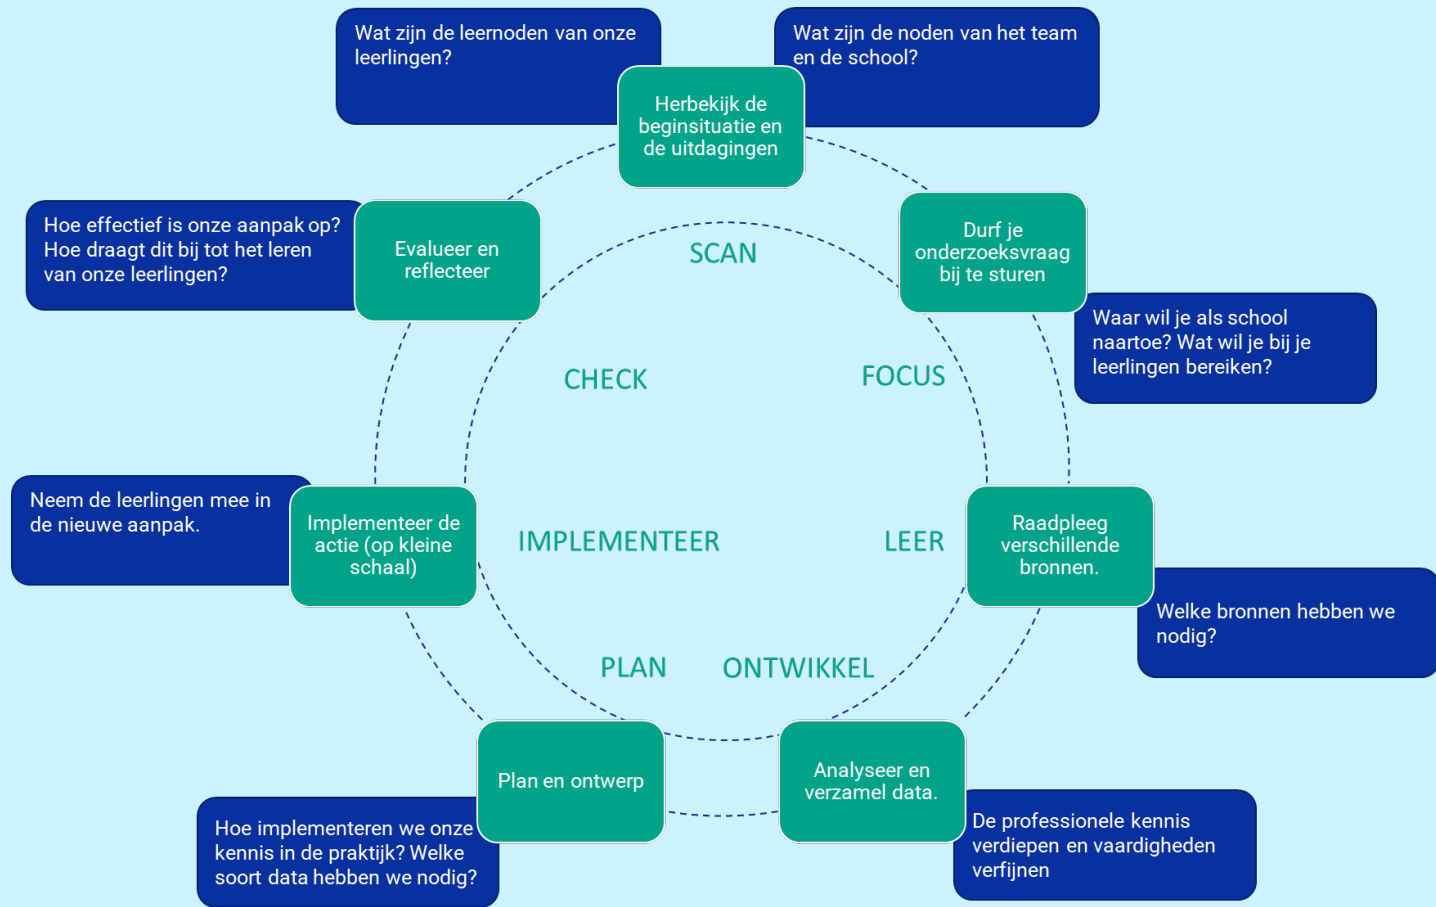 Wat zijn de leernoden van onze
leerlingen?
Wat zijn de noden van het team
en de school?
Herbekijk de
beginsituatie en
de uitdagingen
SCAN
Durf je
onderzoeksvraag
bij te sturen
Waar wil je als school
naartoe? Wat wil je bij je
leerlingen bereiken?
FOCUS
Raadpleeg
verschillende
bronnen.
Welke bronnen hebben we
nodig?
LEER
Analyseer en
verzamel data.
De professionele kennis
verdiepen en vaardigheden
verfijnen
ONTWIKKEL
Plan en ontwerp
Hoe implementeren we onze
kennis in de praktijk? Welke
soort data hebben we nodig?
PLAN
Implementeer de
actie (op kleine
schaal)
Neem de leerlingen mee in
de nieuwe aanpak.
IMPLEMENTEER
Evalueer en
reflecteer
Hoe effectief is onze aanpak op?
Hoe draagt dit bij tot het leren
van onze leerlingen?
CHECK